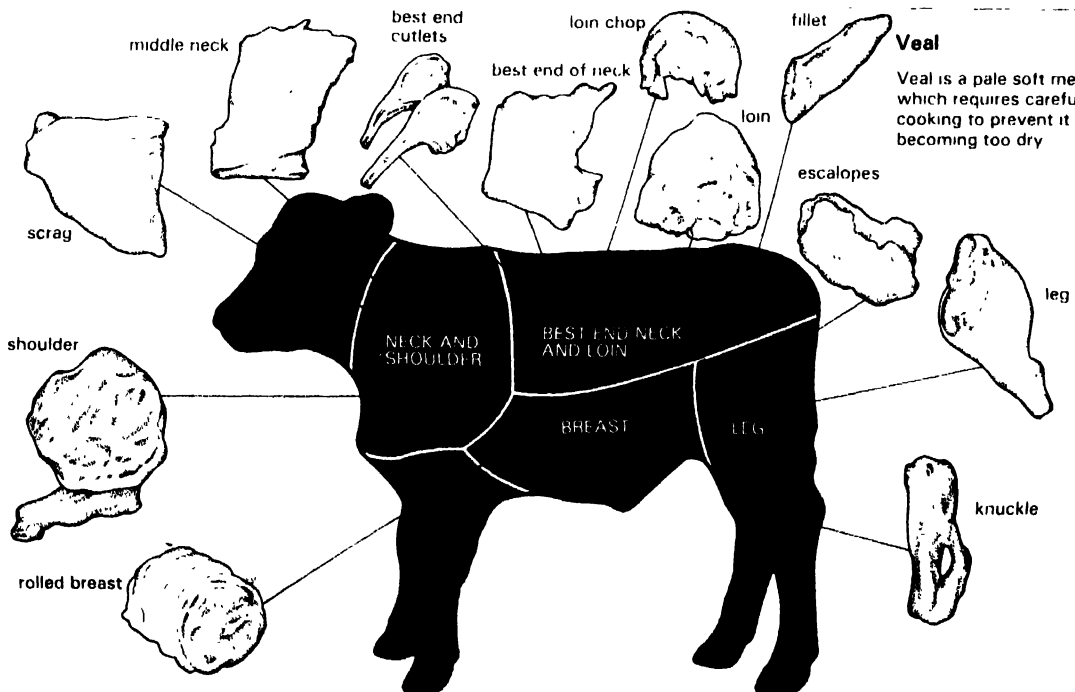 middle neck
best end
cutlets
loin chop
fillet
best end of neck
loin
Veal
Veal is a pale soft me
which requires carefu
cooking to prevent it
becoming too dry
escalopes
scrag
leg
shoulder
NECK AND
SHOULDER
BEST END NECK
AND LOIN
BREAST
LEG
knuckle
rolled breast